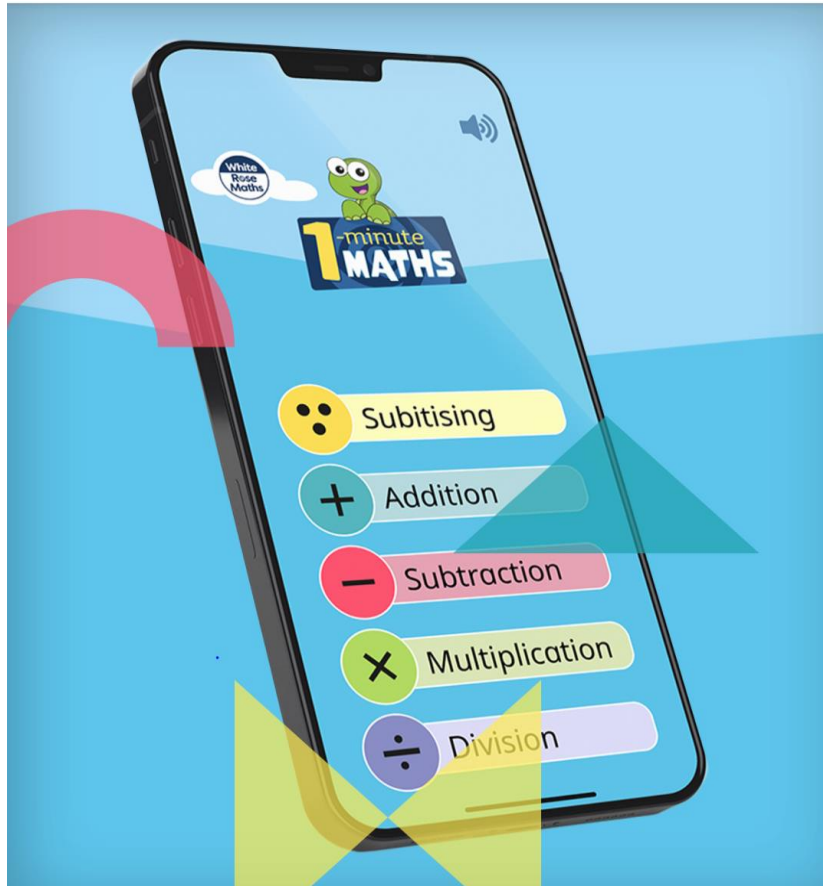 White
Rose
Maths
1-minute
MATHS
Subitising
+ Addition
− Subtraction
× Multiplication
÷ Division